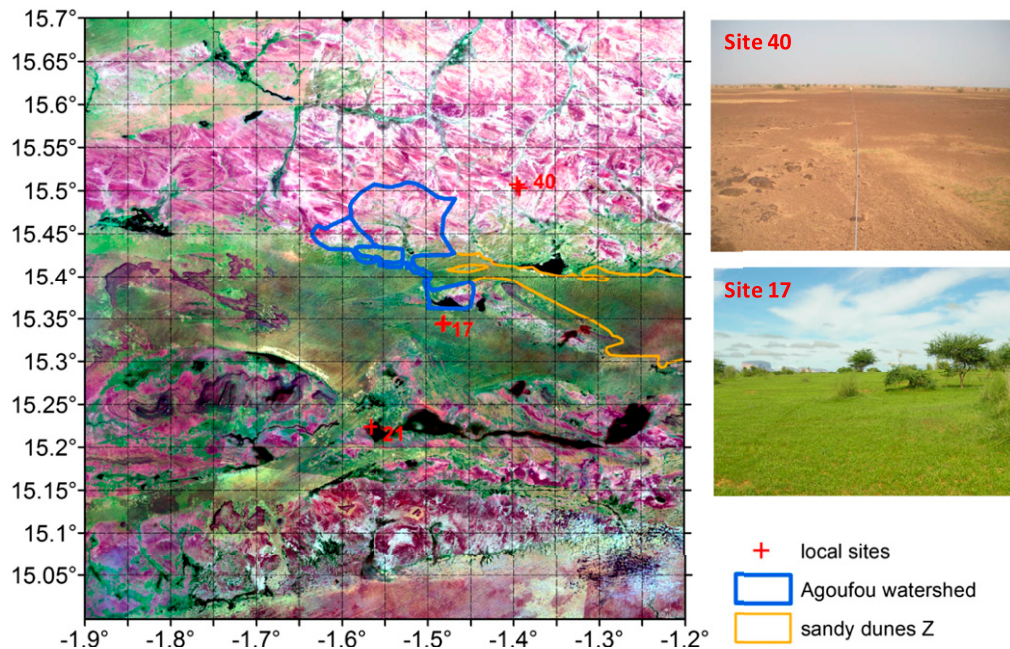 15.7°
15.65°
15.6°
15.55°
15.5°
15.45°
15.4°
15.35°
15.3°
15.25°
15.2°
15.15°
15.1°
15.05°
-1.9° -1.8° -1.7° -1.6° -1.5° -1.4° -1.3° -1.2°
40
17
21
Site 40
Site 17
local sites
Agoufou watershed
sandy dunes Z